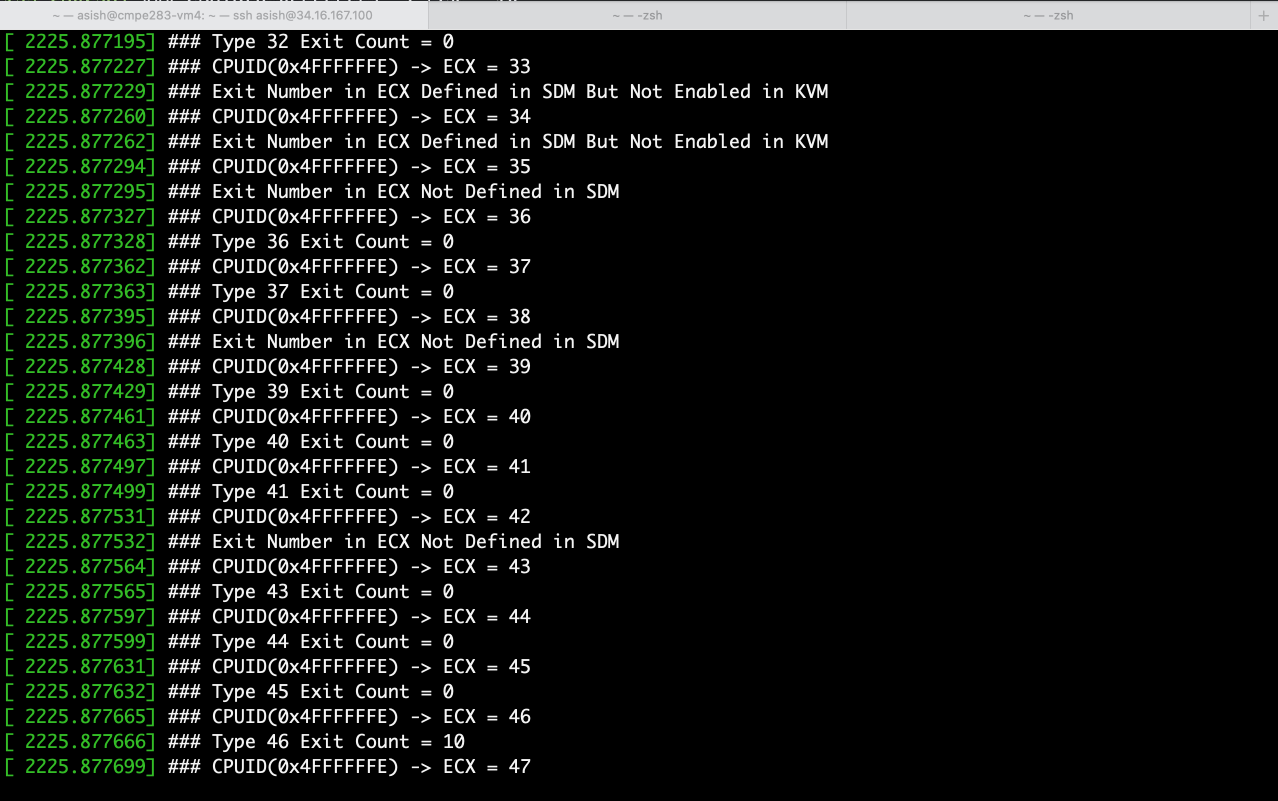 ~ — asish@cmpe283-vm4: ~ — ssh asish@34.16.167.100
~ — -zsh
~ — -zsh
+
[ 2225.877195] ### Type 32 Exit Count = 0
[ 2225.877227] ### CPUID(0x4FFFFFFE) -> ECX = 33
[ 2225.877229] ### Exit Number in ECX Defined in SDM But Not Enabled in KVM
[ 2225.877260] ### CPUID(0x4FFFFFFE) -> ECX = 34
[ 2225.877262] ### Exit Number in ECX Defined in SDM But Not Enabled in KVM
[ 2225.877294] ### CPUID(0x4FFFFFFE) -> ECX = 35
[ 2225.877295] ### Exit Number in ECX Not Defined in SDM
[ 2225.877327] ### CPUID(0x4FFFFFFE) -> ECX = 36
[ 2225.877328] ### Type 36 Exit Count = 0
[ 2225.877362] ### CPUID(0x4FFFFFFE) -> ECX = 37
[ 2225.877363] ### Type 37 Exit Count = 0
[ 2225.877395] ### CPUID(0x4FFFFFFE) -> ECX = 38
[ 2225.877396] ### Exit Number in ECX Not Defined in SDM
[ 2225.877428] ### CPUID(0x4FFFFFFE) -> ECX = 39
[ 2225.877429] ### Type 39 Exit Count = 0
[ 2225.877461] ### CPUID(0x4FFFFFFE) -> ECX = 40
[ 2225.877463] ### Type 40 Exit Count = 0
[ 2225.877497] ### CPUID(0x4FFFFFFE) -> ECX = 41
[ 2225.877499] ### Type 41 Exit Count = 0
[ 2225.877531] ### CPUID(0x4FFFFFFE) -> ECX = 42
[ 2225.877532] ### Exit Number in ECX Not Defined in SDM
[ 2225.877564] ### CPUID(0x4FFFFFFE) -> ECX = 43
[ 2225.877565] ### Type 43 Exit Count = 0
[ 2225.877597] ### CPUID(0x4FFFFFFE) -> ECX = 44
[ 2225.877599] ### Type 44 Exit Count = 0
[ 2225.877631] ### CPUID(0x4FFFFFFE) -> ECX = 45
[ 2225.877632] ### Type 45 Exit Count = 0
[ 2225.877665] ### CPUID(0x4FFFFFFE) -> ECX = 46
[ 2225.877666] ### Type 46 Exit Count = 10
[ 2225.877699] ### CPUID(0x4FFFFFFE) -> ECX = 47